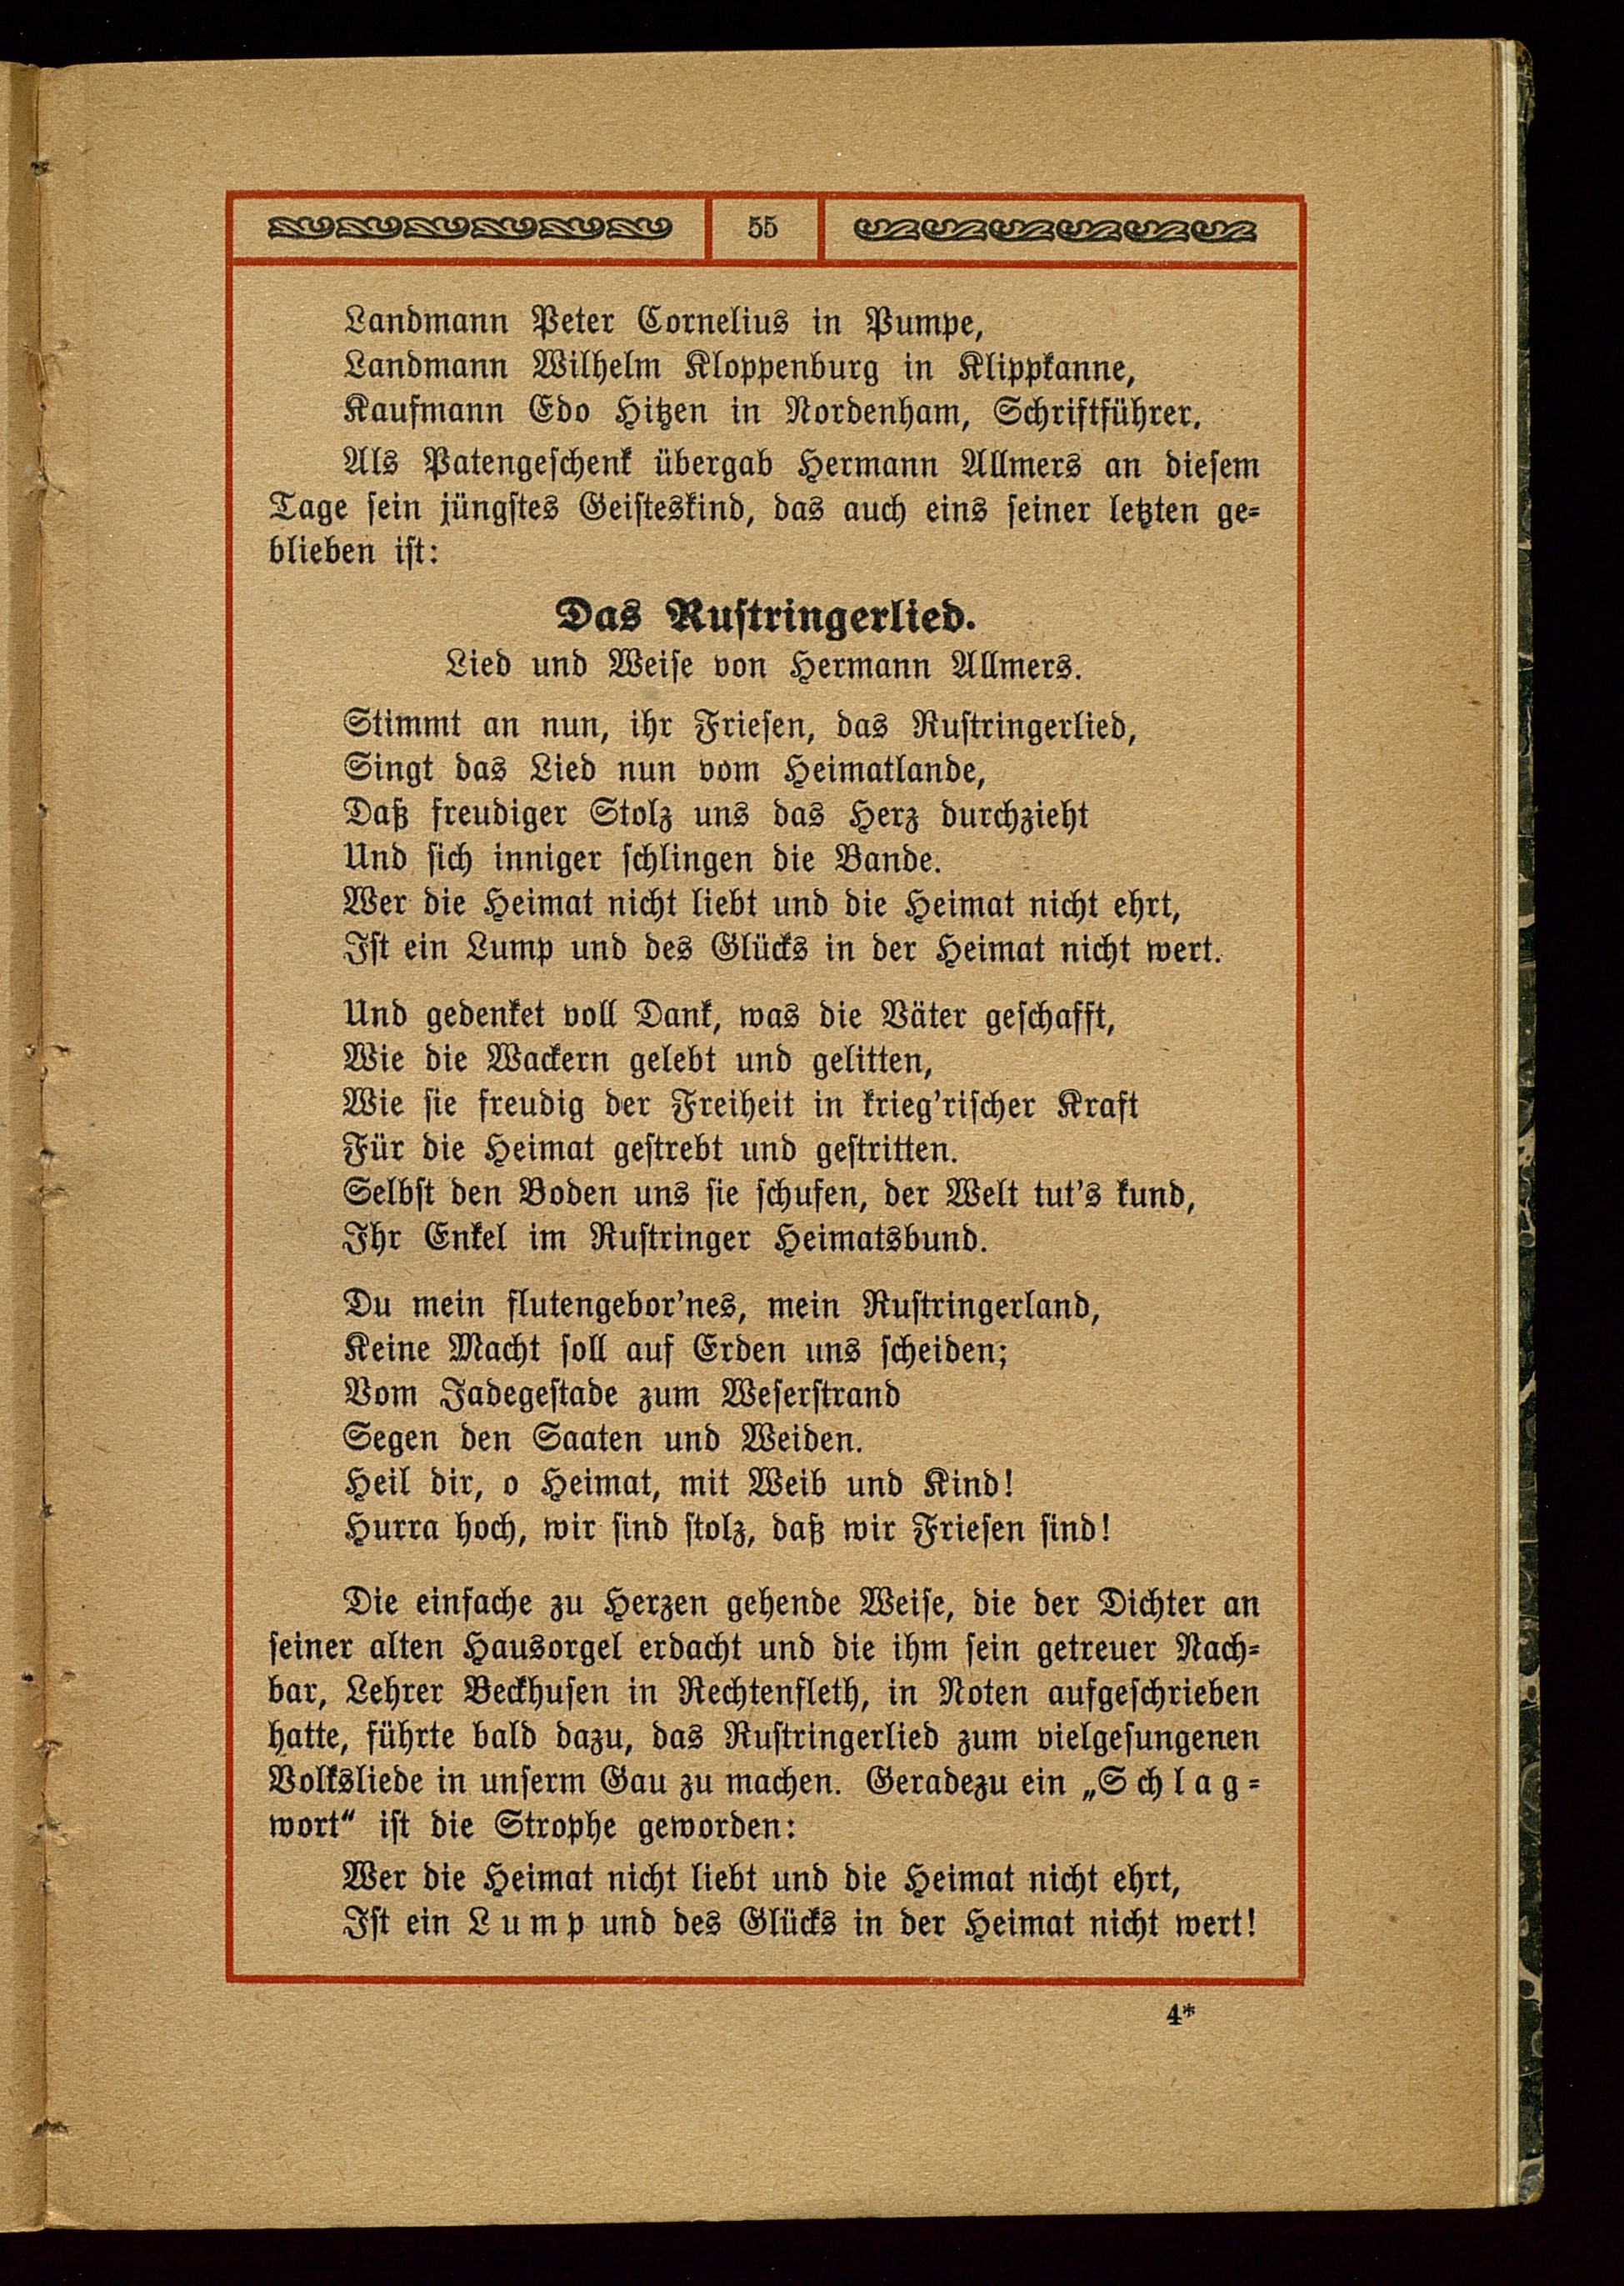 55
Landmann Peter Cornelius in Pumpe,
Landmann Wilhelm Kloppenburg in Klippkanne,
Kaufmann Edo Hitzen in Nordenham, Schriftführer.
Als Patengeschenk übergab Hermann Allmers an diesem
Tage sein jüngstes Geisteskind, das auch eins seiner letzten ge-
blieben ist:
Das Rustringerlied.
Lied und Weise von Hermann Allmers.
Stimmt an nun, ihr Friesen, das Rustringerlied,
Singt das Lied nun vom Heimatlande,
Daß freudiger Stolz uns das Herz durchzieht
Und sich inniger schlingen die Bande.
Wer die Heimat nicht liebt und die Heimat nicht ehrt,
Ist ein Lump und des Glücks in der Heimat nicht wert.
Und gedenket voll Dank, was die Väter geschafft,
Wie die Wackern gelebt und gelitten,
Wie sie freudig der Freiheit in krieg'rischer Kraft
Für die Heimat gestrebt und gestritten.
Selbst den Boden uns sie schufen, der Welt tut's kund,
Ihr Enkel im Rustringer Heimatsbund.
Du mein flutengebor'nes, mein Rustringerland,
Keine Macht soll auf Erden uns scheiden;
Vom Jadegestade zum Weserstrand
Segen den Saaten und Weiden.
Heil dir, o Heimat, mit Weib und Kind!
Hurra hoch, wir sind stolz, daß wir Friesen sind!
Die einfache zu Herzen gehende Weise, die der Dichter an
seiner alten Hausorgel erdacht und die ihm sein getreuer Nach-
bar, Lehrer Beckhusen in Rechtenfleth, in Noten aufgeschrieben
hatte, führte bald dazu, das Rustringerlied zum vielgesungenen
Volksliede in unserm Gau zu machen. Geradezu ein „Schlag-
wort“ ist die Strophe geworden:
Wer die Heimat nicht liebt und die Heimat nicht ehrt,
Ist ein Lump und des Glücks in der Heimat nicht wert!
4*